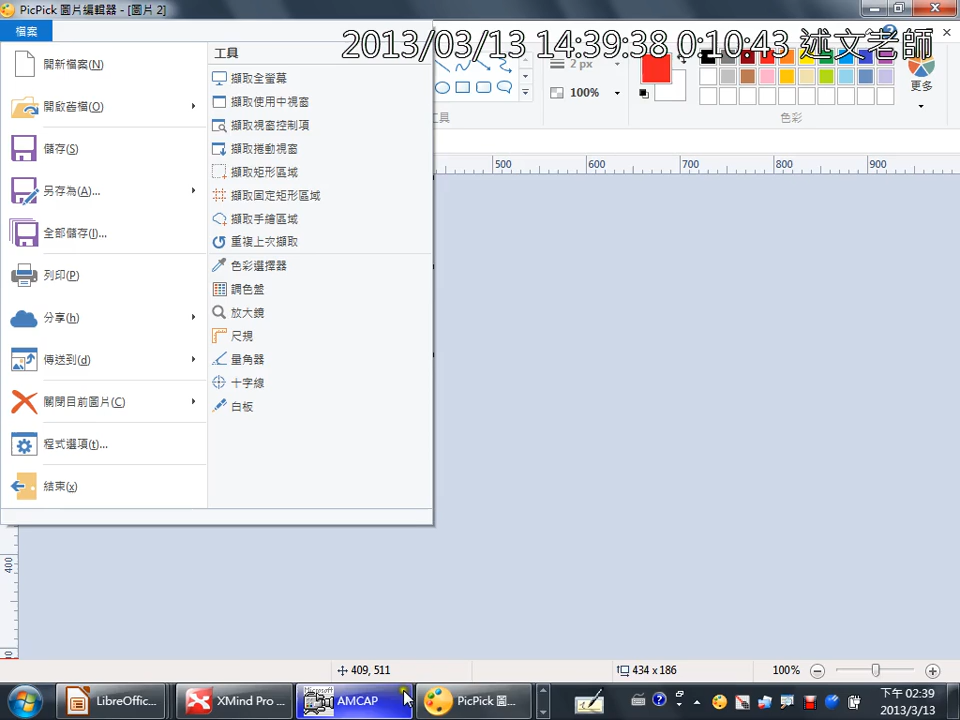 PicPick 圖片編輯器 - [圖片 2]
檔案
2013/03/13 14:39:38 0:10:43 述文老師
開新檔案(N)
開啟舊檔(O)
儲存(S)
另存為(A)...
全部儲存(l)...
列印(P)
分享(h)
傳送到(d)
關閉目前圖片(C)
程式選項(t)...
結束(x)
工具
擷取全螢幕
擷取使用中視窗
擷取視窗控制項
擷取捲動視窗
擷取矩形區域
擷取固定矩形區域
擷取手繪區域
重複上次擷取
色彩選擇器
調色盤
放大鏡
尺規
量角器
十字線
白板
2 px
100%
更多
工具
色彩
500 600 700 800 900
400
409, 511
434 x 186
100%
LibreOffic...
XMind Pro ...
Microsoft
AMCAP
PicPick 圖...
下午 02:39
2013/3/13